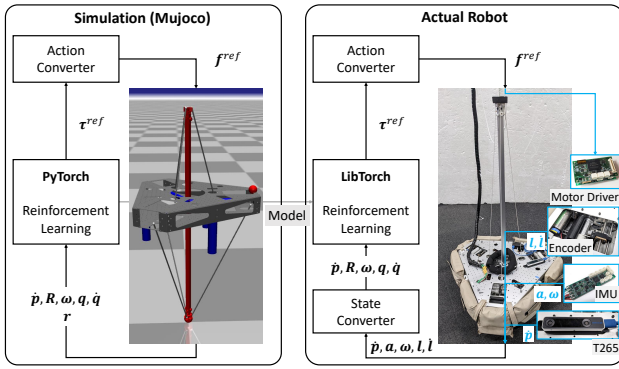 Simulation (Mujoco)
Action
Converter
f^ref
τ^ref
PyTorch
Reinforcement
Learning
ṗ, R, ω, q, q̇
r
Model
Actual Robot
Action
Converter
f^ref
τ^ref
LibTorch
Reinforcement
Learning
ṗ, R, ω, q, q̇
State
Converter
ṗ, a, ω, l, l̇
Motor Driver
l, l̇
Encoder
a, ω
IMU
ṗ
T265